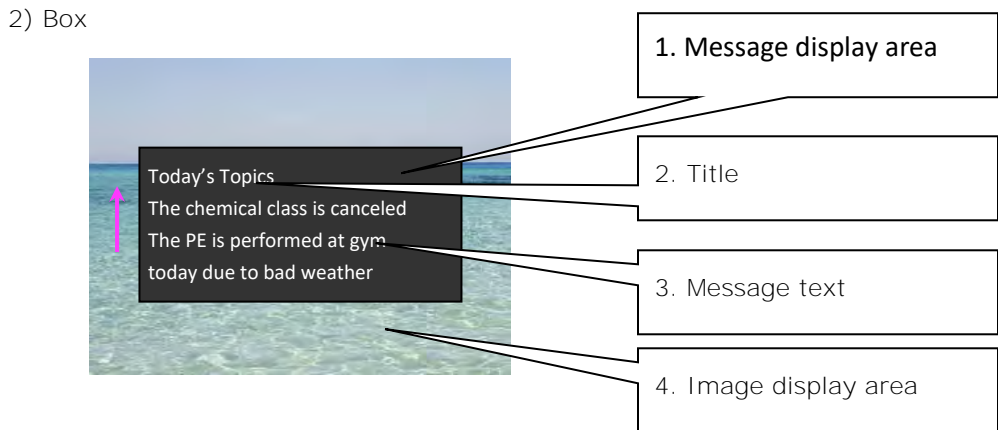 2) Box
1. Message display area
Today's Topics
The chemical class is canceled
The PE is performed at gym
today due to bad weather
2. Title
3. Message text
4. Image display area